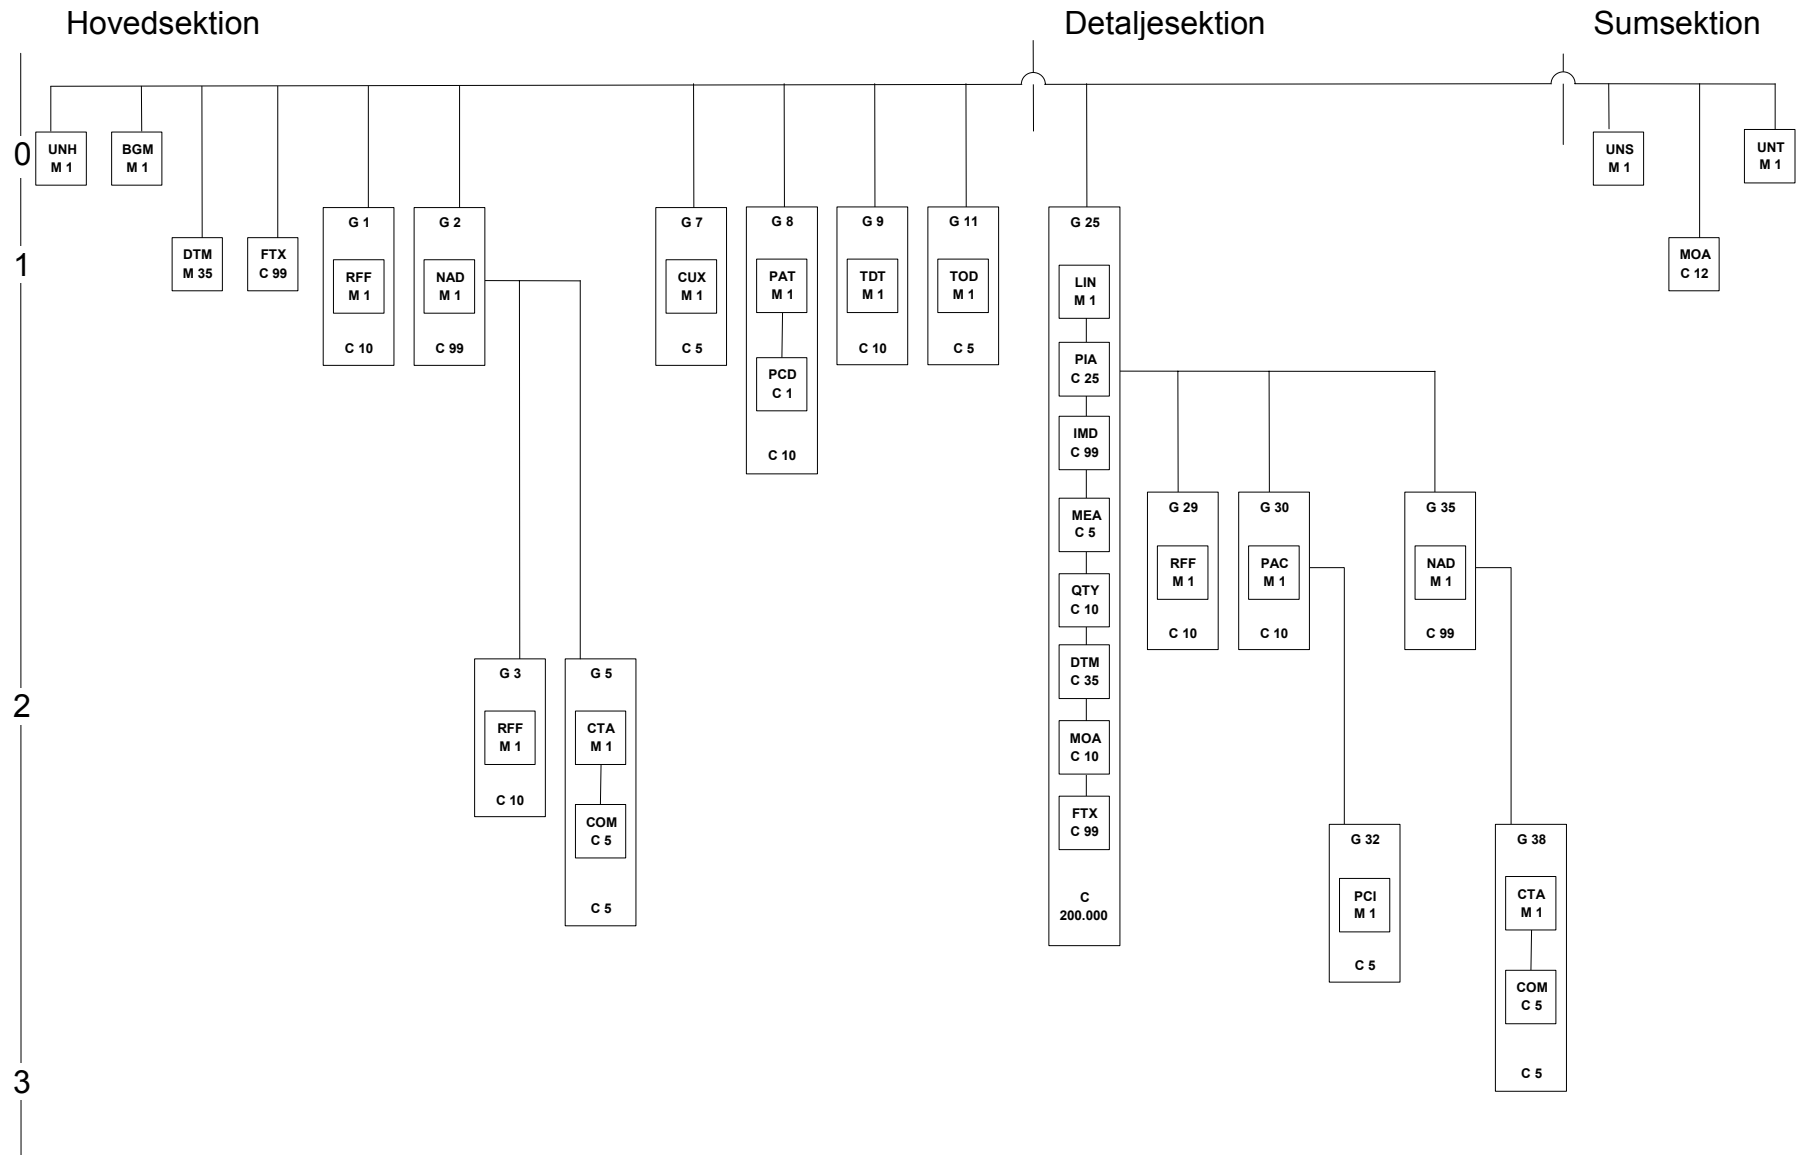 Hovedsektion
Detaljesektion
Sumsektion
0
UNH
M 1
BGM
M 1
UNS
M 1
UNT
M 1
1
DTM
M 35
FTX
C 99
G 1
RFF
M 1
C 10
G 2
NAD
M 1
C 99
G 7
CUX
M 1
C 5
G 8
PAT
M 1
PCD
C 1
C 10
G 9
TDT
M 1
C 10
G 11
TOD
M 1
C 5
G 25
LIN
M 1
PIA
C 25
IMD
C 99
MEA
C 5
QTY
C 10
DTM
C 35
MOA
C 10
FTX
C 99
C
200.000
MOA
C 12
2
G 3
RFF
M 1
C 10
G 5
CTA
M 1
COM
C 5
C 5
G 29
RFF
M 1
C 10
G 30
PAC
M 1
C 10
G 35
NAD
M 1
C 99
3
G 32
PCI
M 1
C 5
G 38
CTA
M 1
COM
C 5
C 5